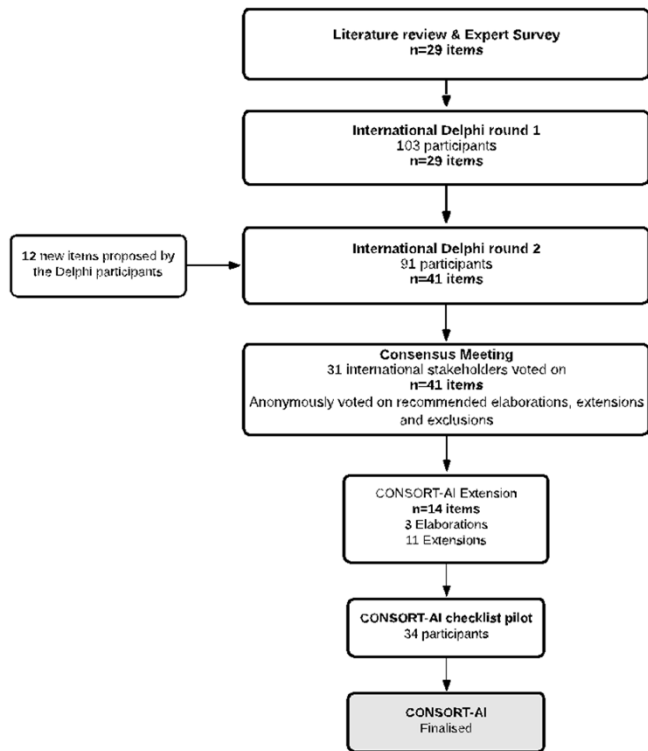 Literature review & Expert Survey
n=29 items
International Delphi round 1
103 participants
n=29 items
12 new items proposed by
the Delphi participants
International Delphi round 2
91 participants
n=41 items
Consensus Meeting
31 international stakeholders voted on
n=41 items
Anonymously voted on recommended elaborations, extensions
and exclusions
CONSORT-AI Extension
n=14 items
3 Elaborations
11 Extensions
CONSORT-AI checklist pilot
34 participants
CONSORT-AI
Finalised